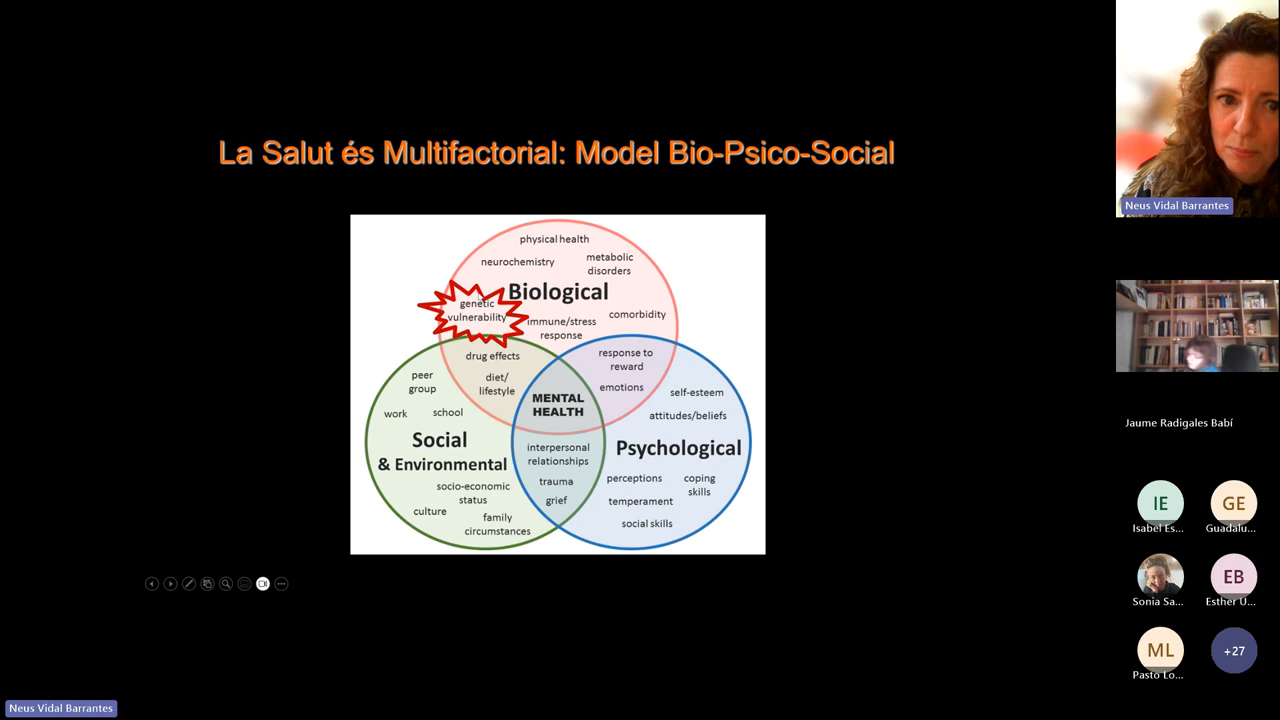 La Salut és Multifactorial: Model Bio-Psico-Social
physical health
neurochemistry
metabolic
disorders
Biological
genetic
vulnerability
immune/stress
response
comorbidity
drug effects
diet/
lifestyle
response to
reward
emotions
peer
group
work
school
MENTAL
HEALTH
self-esteem
attitudes/beliefs
Social
& Environmental
interpersonal
relationships
Psychological
socio-economic
status
trauma
perceptions
coping
skills
grief
temperament
culture
family
circumstances
social skills
Neus Vidal Barrantes
Jaume Radigales Babí
IE
Isabel Es...
GE
Guadalu...
Sonia Sa...
EB
Esther U...
ML
Pasto Lo...
+27
Neus Vidal Barrantes